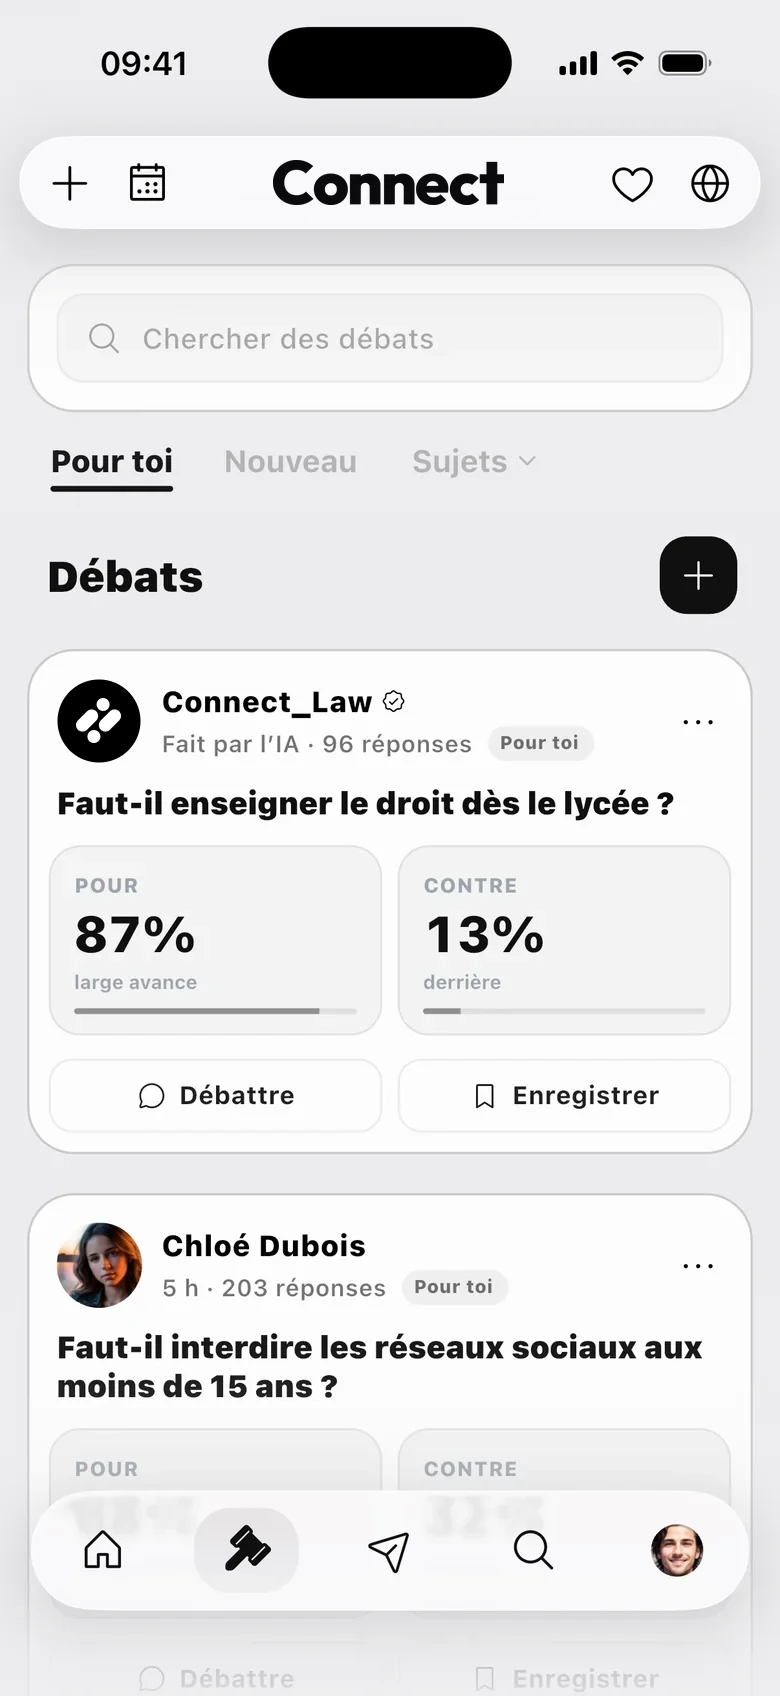 09:41
Connect
Chercher des débats
Pour toi Nouveau Sujets
Débats
Connect_Law
Fait par l’IA · 96 réponses Pour toi
Faut-il enseigner le droit dès le lycée ?
POUR CONTRE
87% 13%
large avance derrière
Débattre Enregistrer
Chloé Dubois
5 h · 203 réponses Pour toi
Faut-il interdire les réseaux sociaux aux
moins de 15 ans ?
POUR CONTRE
Débattre Enregistrer